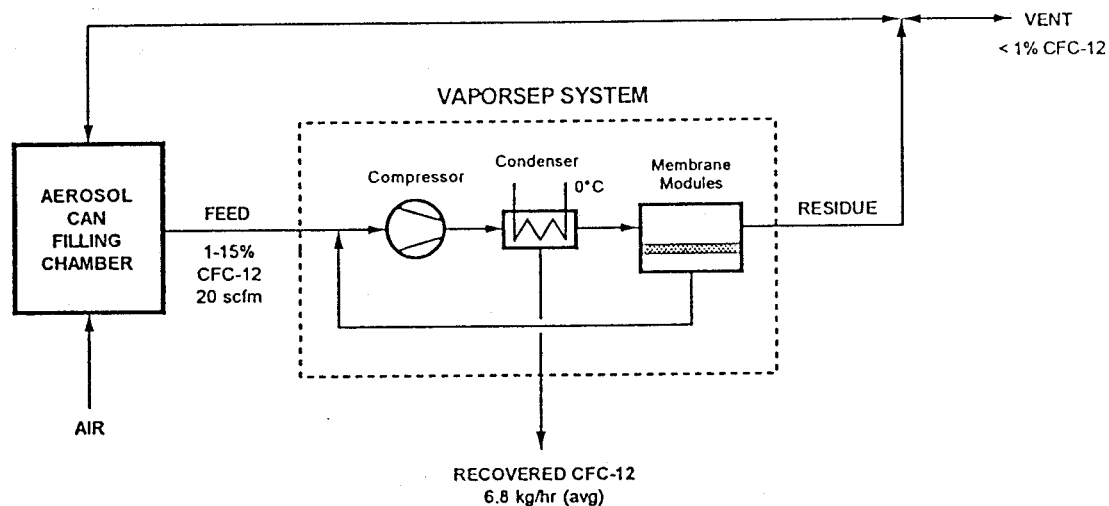 VENT
< 1% CFC-12
VAPORSEP SYSTEM
Condenser
0°C
Membrane
Modules
Compressor
AEROSOL
CAN
FILLING
CHAMBER
FEED
RESIDUE
1-15%
CFC-12
20 scfm
AIR
RECOVERED CFC-12
6.8 kg/hr (avg)